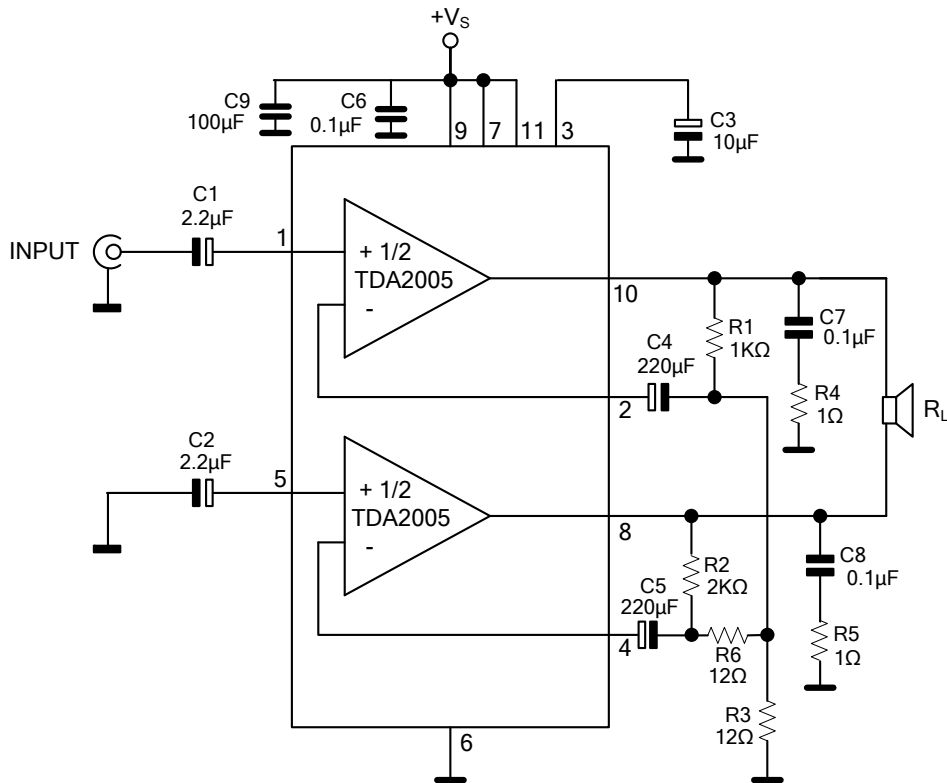 +VS
C9
100µF
C6
0.1µF
9
7
11
3
C3
10µF
C1
2.2µF
INPUT
1
+ 1/2
TDA2005
-
10
R1
1KΩ
C7
0.1µF
C4
220µF
2
R4
1Ω
RL
C2
2.2µF
5
+ 1/2
TDA2005
-
8
R2
2KΩ
C8
0.1µF
C5
220µF
4
R6
12Ω
R5
1Ω
R3
12Ω
6